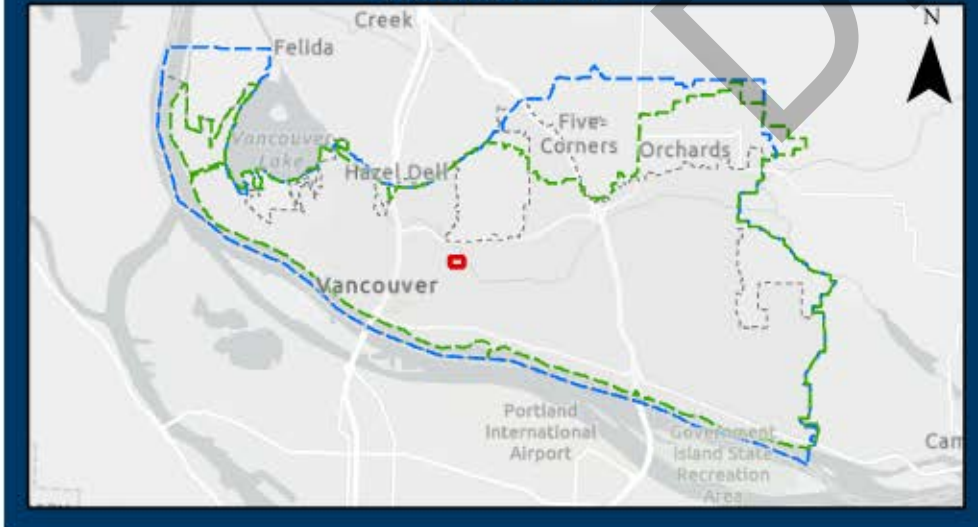 Creek
N
Felida
Vancouver
Lake
Five
Corners
Orchards
Hazel Dell
Vancouver
Portland
International
Airport
Government
Island State
Recreation
Area
Cam